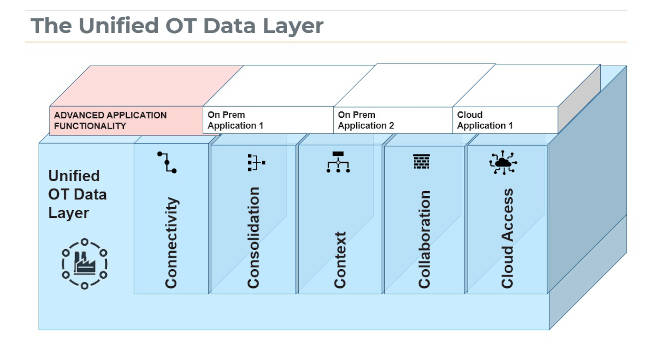 The Unified OT Data Layer
ADVANCED APPLICATION
FUNCTIONALITY
On Prem
Application 1
On Prem
Application 2
Cloud
Application 1
Unified
OT Data
Layer
Connectivity
Consolidation
Context
Collaboration
Cloud Access